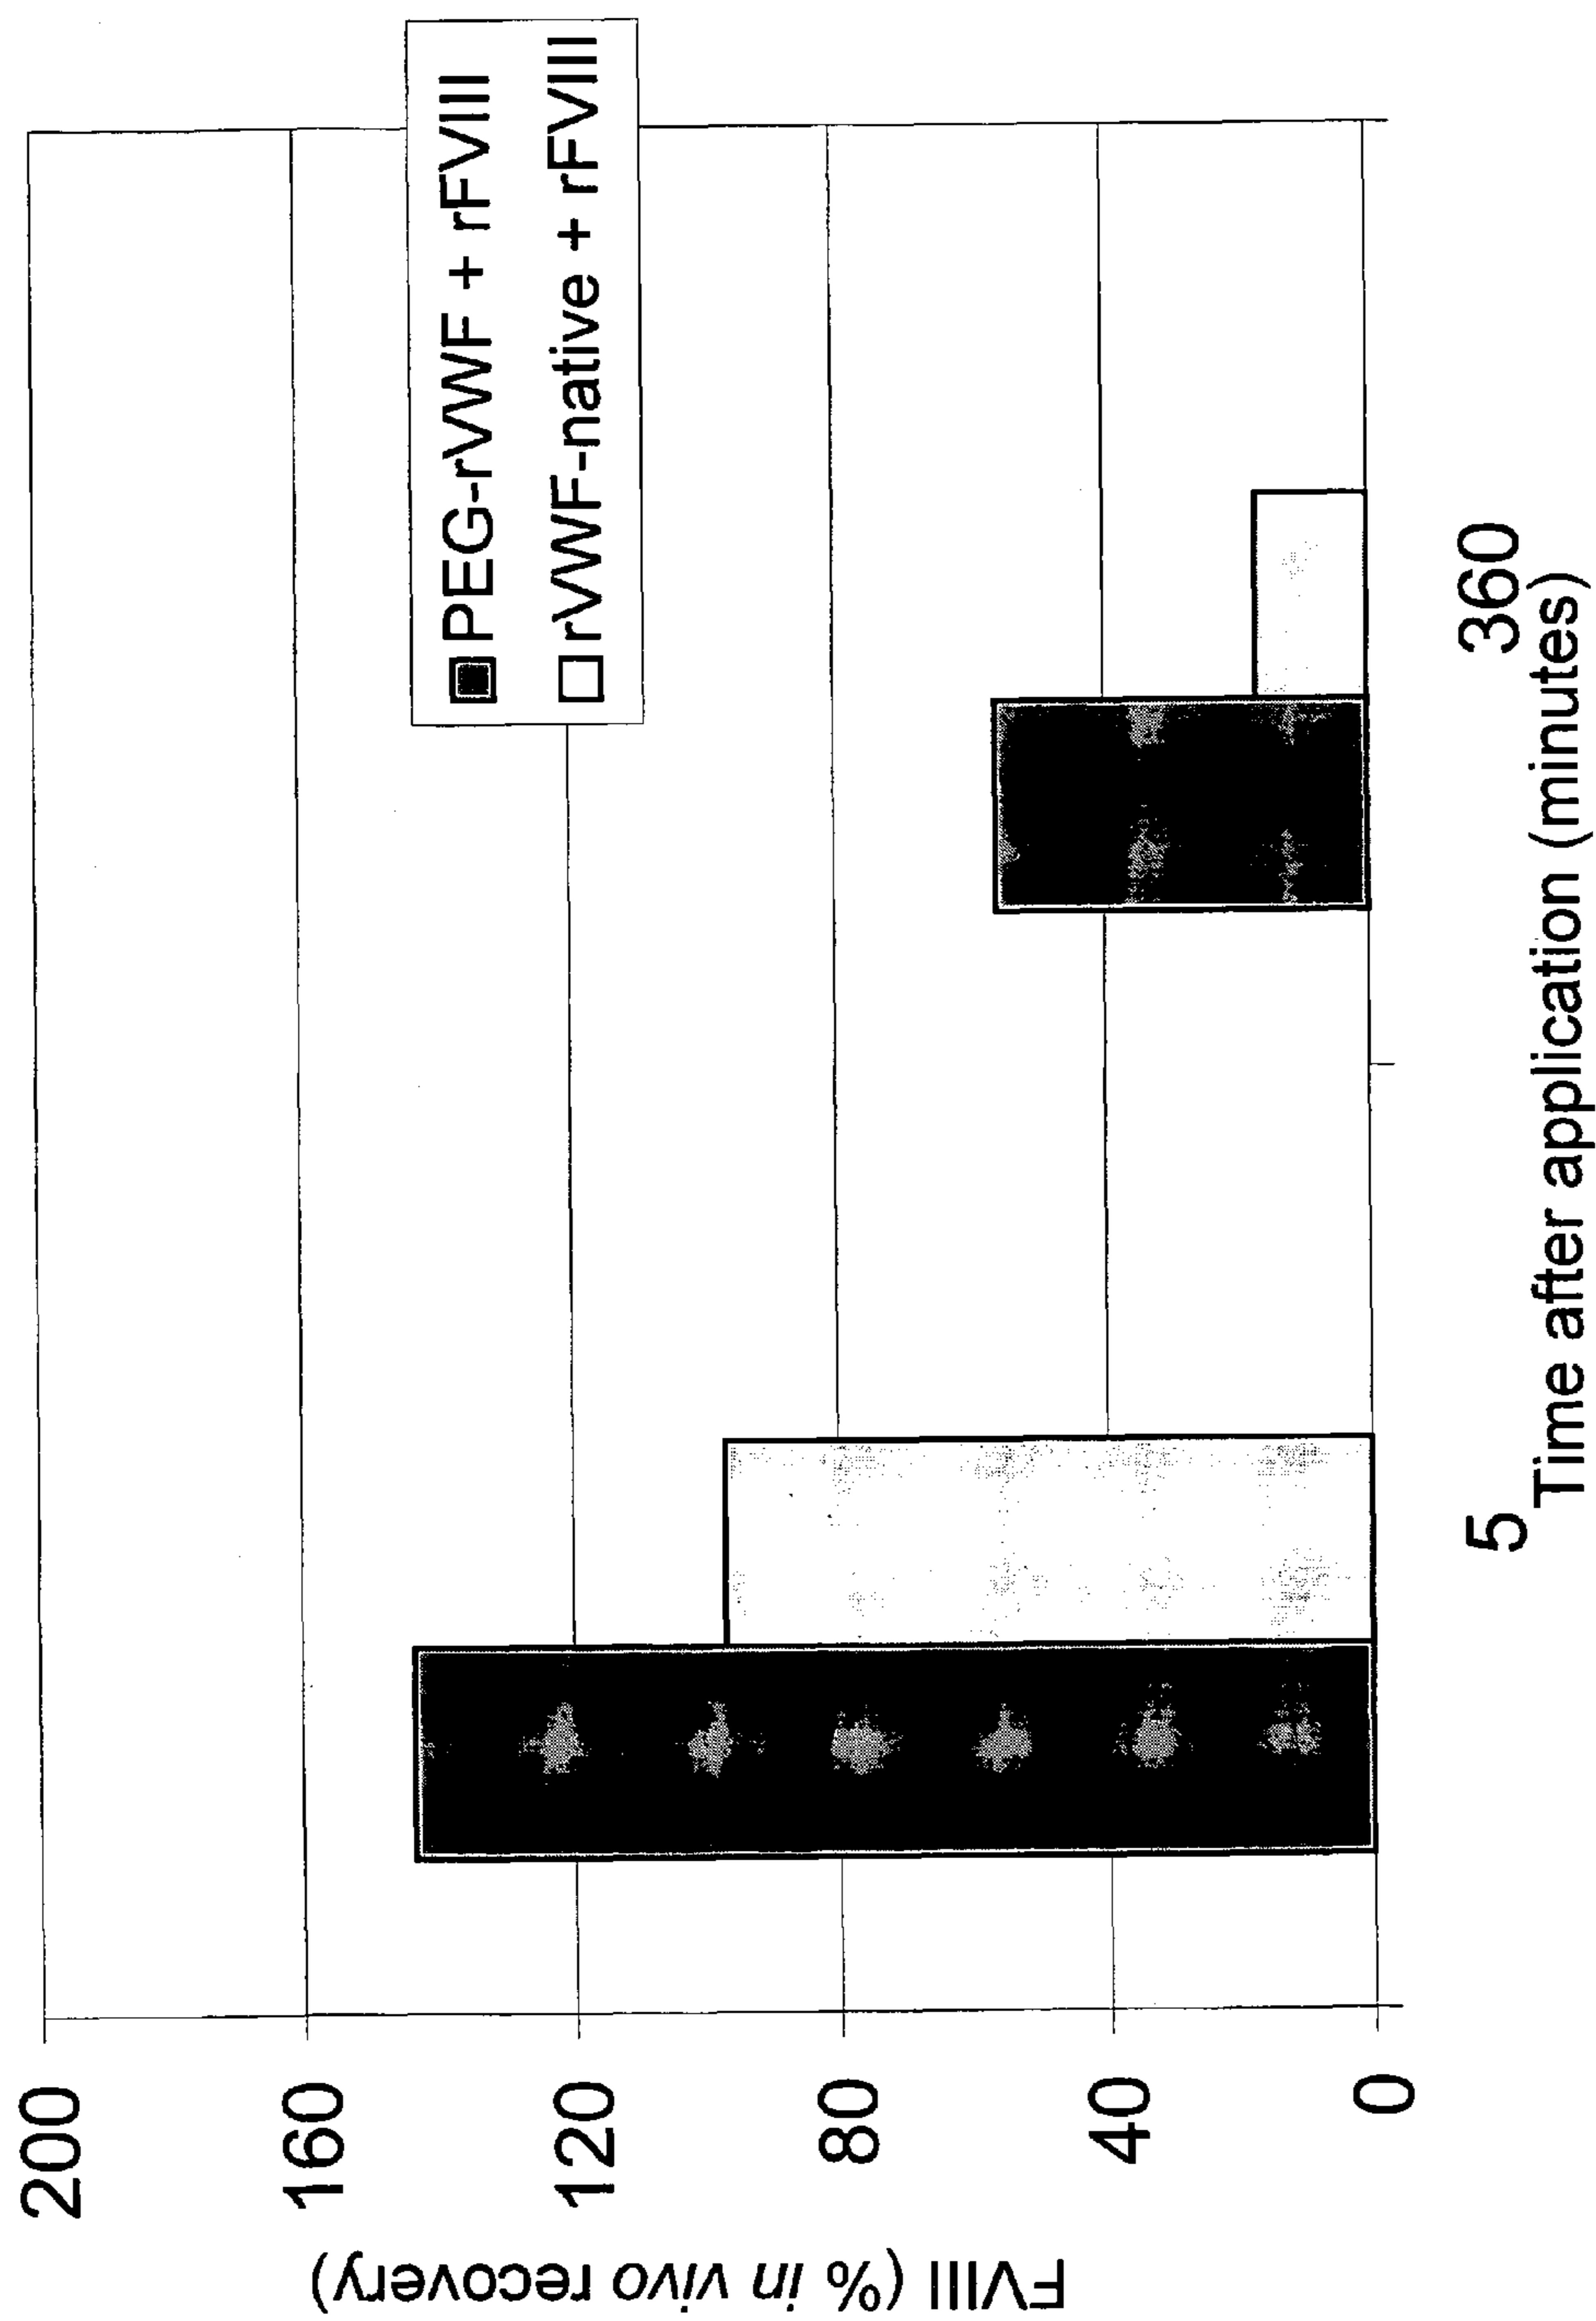 FVIII (% in vivo recovery)
200
160
120
80
40
0
PEG-rVWF + rFVIII
rVWF-native + rFVIII
5
360
Time after application (minutes)